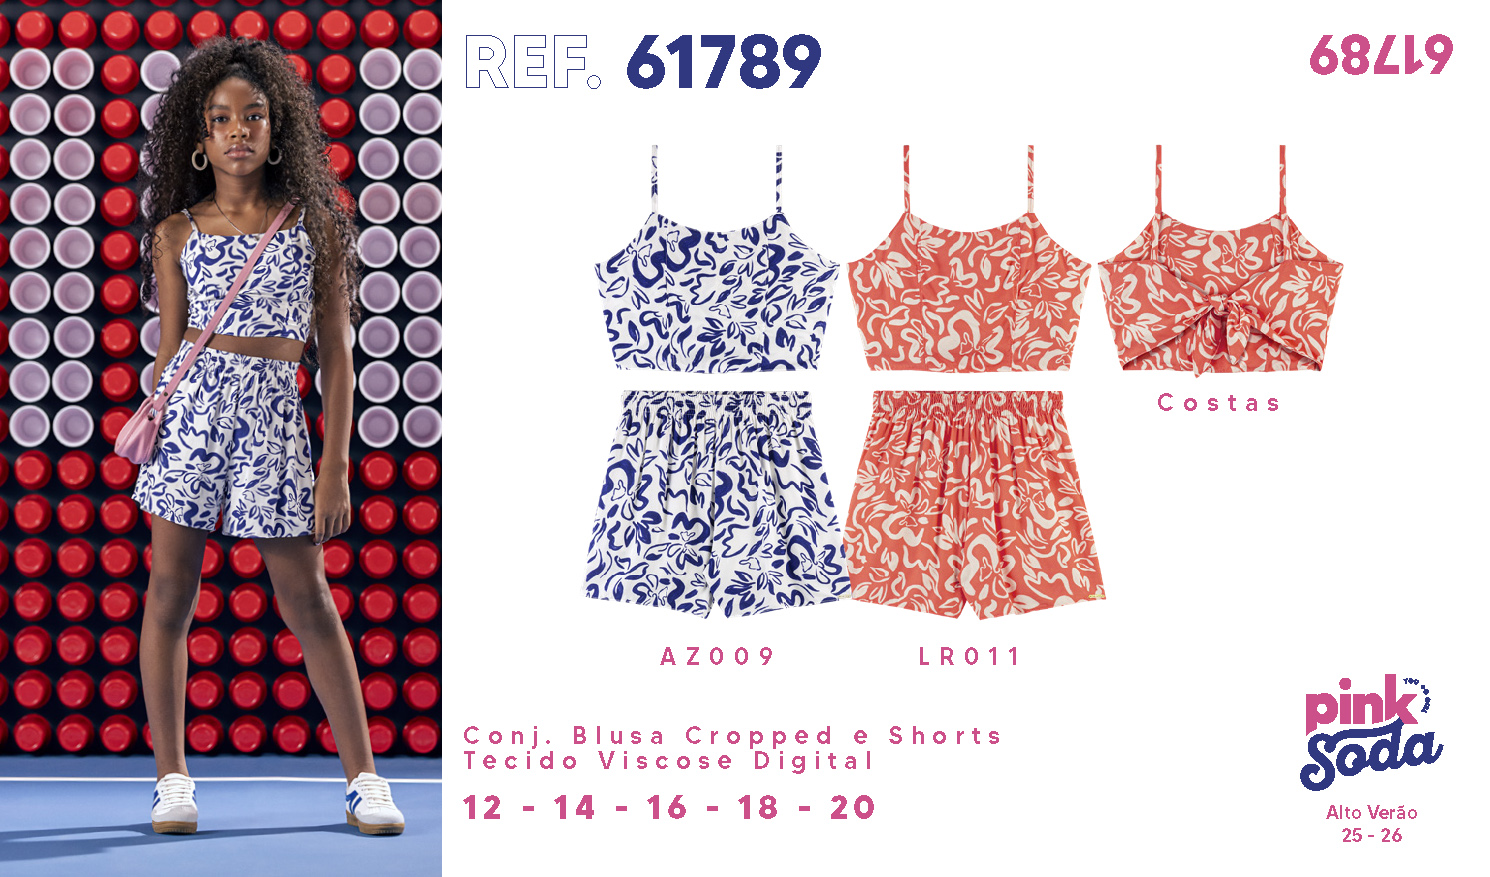 REF. 61789
61789
Costas
AZ009
LR011
Conj. Blusa Cropped e Shorts
Tecido Viscose Digital
12 - 14 - 16 - 18 - 20
pink
Soda
Alto Verão
25 - 26